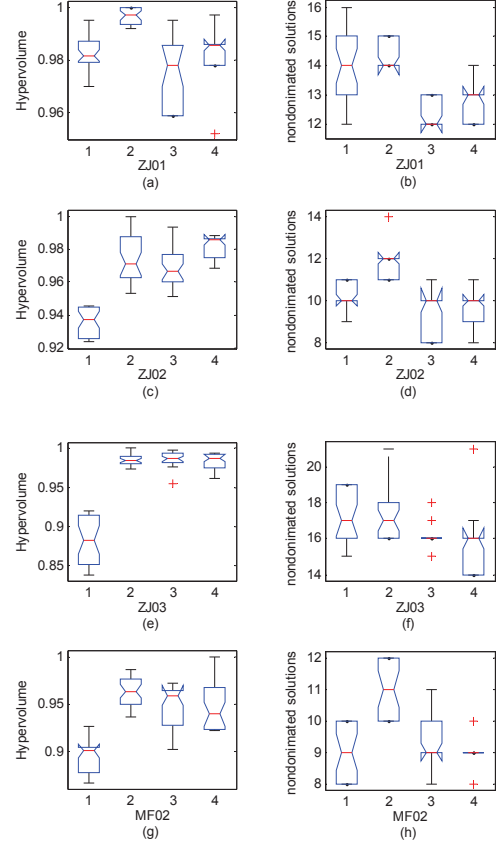 Hypervolume
1
0.98
0.96
1 2 3 4
ZJ01
(a)
nondonimated solutions
16
15
14
13
12
1 2 3 4
ZJ01
(b)
Hypervolume
1
0.98
0.96
0.94
0.92
1 2 3 4
ZJ02
(c)
nondonimated solutions
14
12
10
8
1 2 3 4
ZJ02
(d)
Hypervolume
1
0.95
0.9
0.85
1 2 3 4
ZJ03
(e)
nondonimated solutions
20
18
16
14
1 2 3 4
ZJ03
(f)
Hypervolume
1
0.95
0.9
1 2 3 4
MF02
(g)
nondonimated solutions
12
11
10
9
8
1 2 3 4
MF02
(h)